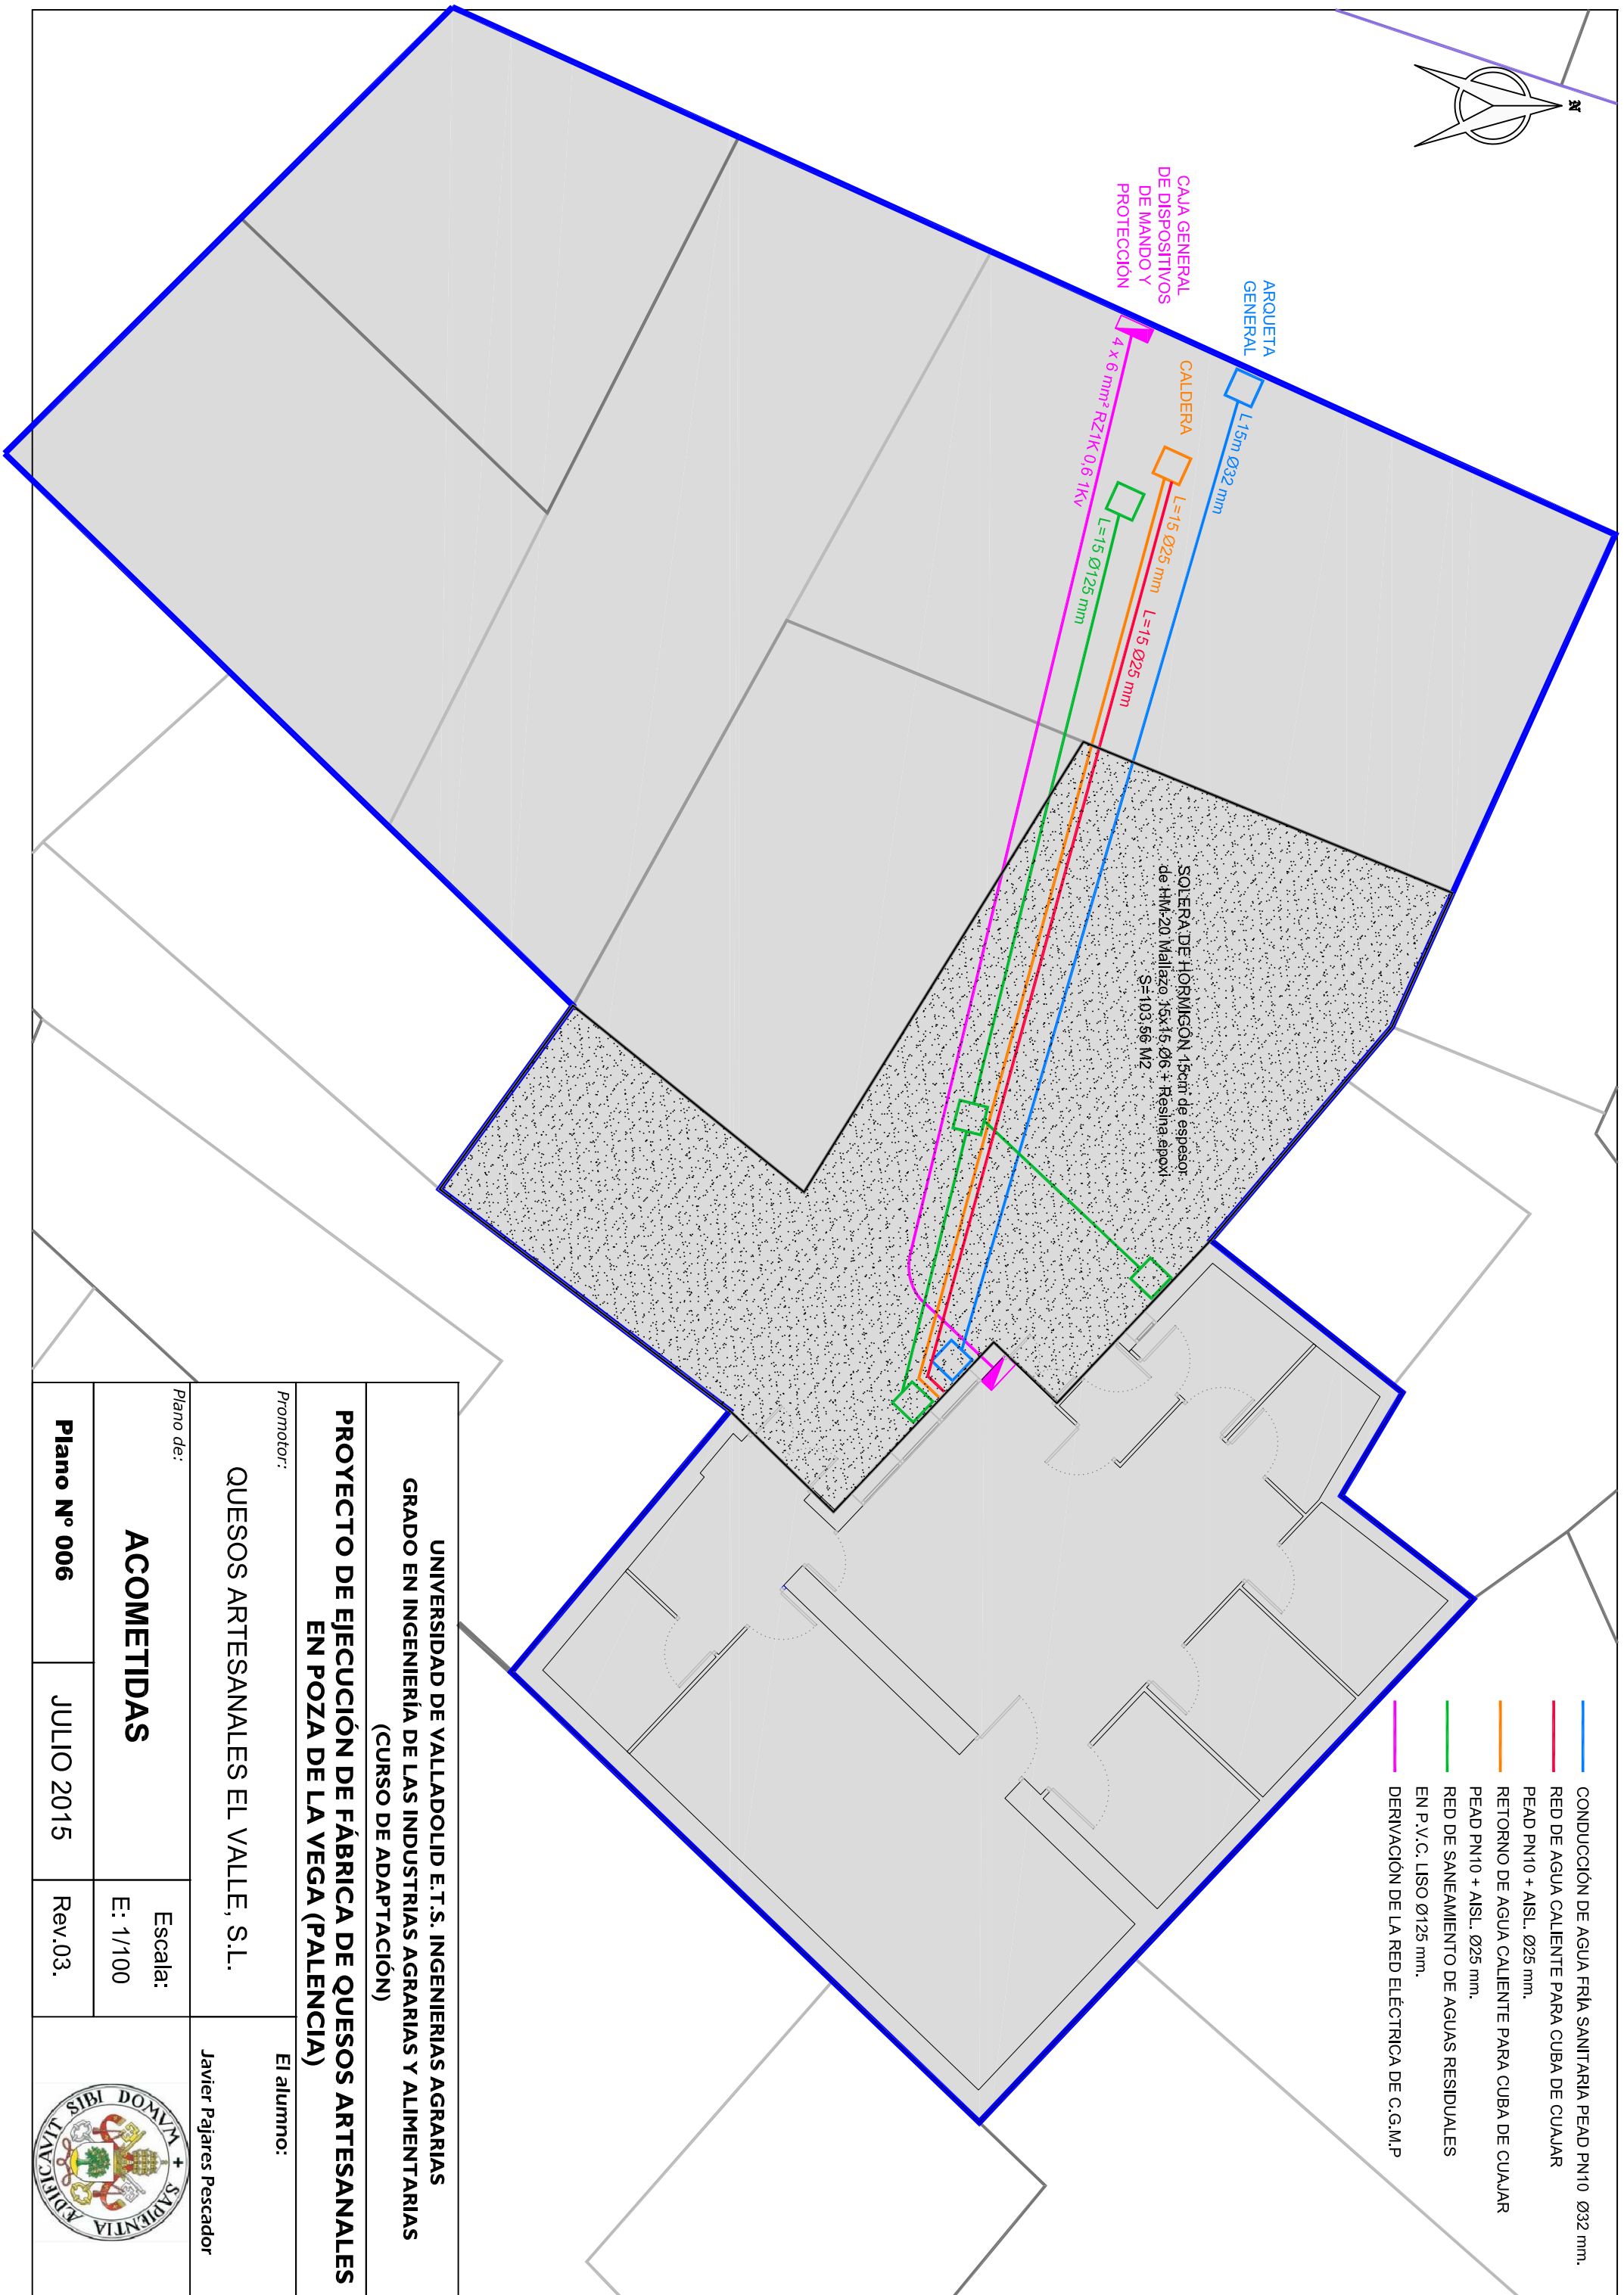 N
CAJA GENERAL
DE DISPOSITIVOS
DE MANDO Y
PROTECCIÓN
ARQUETA
GENERAL
CALDERA
4 x 6 mm² RZ1K 0,6 1Kv
L15m Ø32 mm
L=15 Ø25 mm
L=15 Ø25 mm
L=15 Ø125 mm
SOLERA DE HORMIGÓN 15cm de espesor
de HM-20 Mallazo 15x15 Ø6 + Resina epoxi
S=103,56 M2
CONDUCCIÓN DE AGUA FRÍA SANITARIA PEAD PN10 Ø32 mm.
RED DE AGUA CALIENTE PARA CUBA DE CUAJAR
PEAD PN10 + AISL. Ø25 mm.
RETORNO DE AGUA CALIENTE PARA CUBA DE CUAJAR
PEAD PN10 + AISL. Ø25 mm.
RED DE SANEAMIENTO DE AGUAS RESIDUALES
EN P.V.C. LISO Ø125 mm.
DERIVACIÓN DE LA RED ELÉCTRICA DE C.G.M.P
UNIVERSIDAD DE VALLADOLID E.T.S. INGENIERIAS AGRARIAS
GRADO EN INGENIERÍA DE LAS INDUSTRIAS AGRARIAS Y ALIMENTARIAS
(CURSO DE ADAPTACIÓN)
PROYECTO DE EJECUCIÓN DE FÁBRICA DE QUESOS ARTESANALES
EN POZA DE LA VEGA (PALENCIA)
Promotor:
QUESOS ARTESANALES EL VALLE, S.L.
El alumno:
Javier Pajares Pescador
Plano de:
ACOMETIDAS
Escala:
E: 1/100
Plano Nº 006
JULIO 2015
Rev.03.
SAPIENTIA ÆDIFICAVIT SIBI DOMVM +